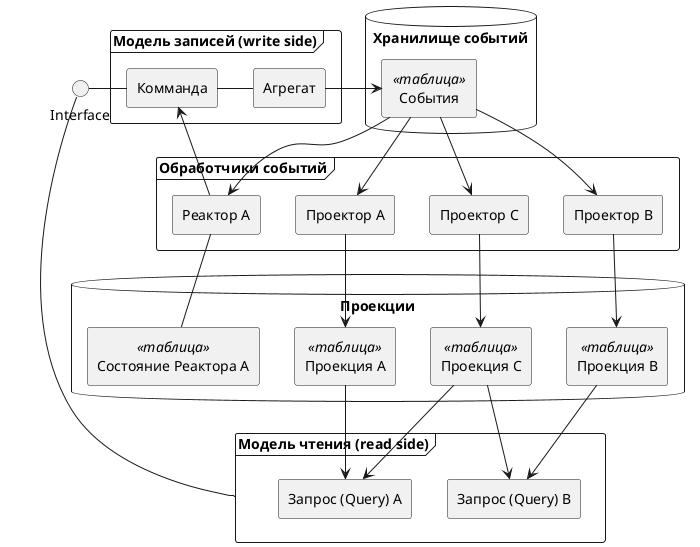 Модель записей (write side)
Хранилище событий
Interface
Комманда
Агрегат
«таблица»
События
Обработчики событий
Реактор А
Проектор А
Проектор С
Проектор В
Проекции
«таблица»
Состояние Реактора А
«таблица»
Проекция А
«таблица»
Проекция С
«таблица»
Проекция В
Модель чтения (read side)
Запрос (Query) А
Запрос (Query) В